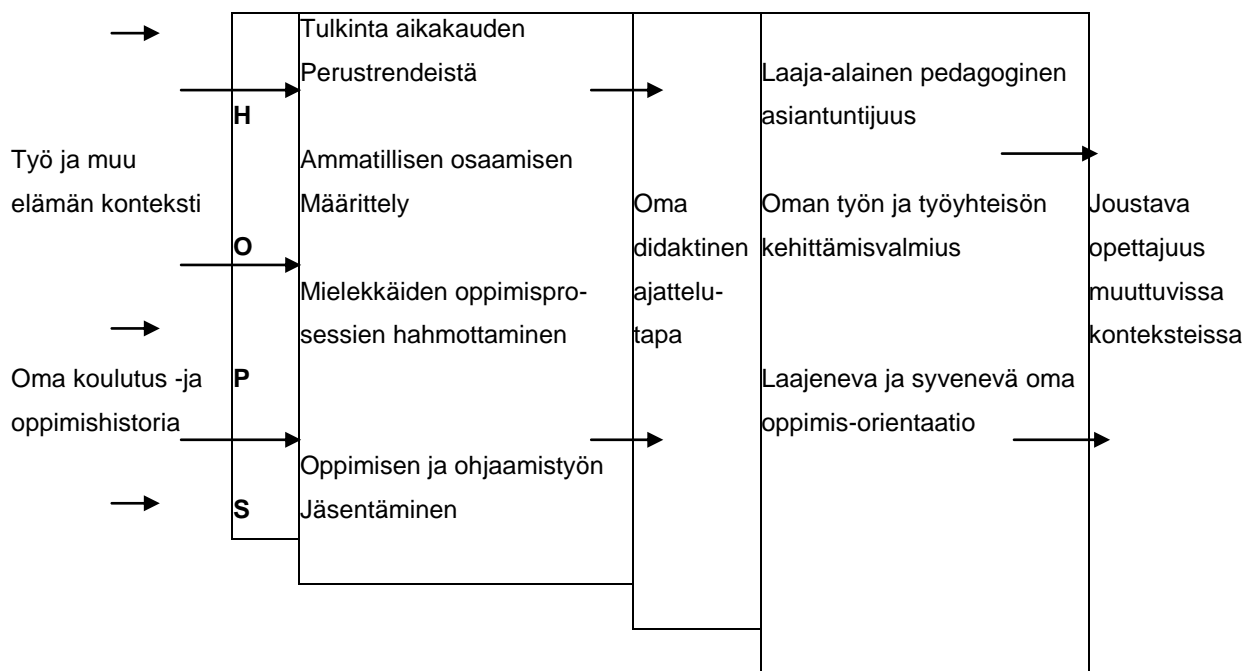 Työ ja muu
elämän konteksti
Oma koulutus -ja
oppimishistoria
H
O
P
S
Tulkinta aikakauden
Perustrendeistä
Ammatillisen osaamisen
Määrittely
Mielekkäiden oppimispro-
sessien hahmottaminen
Oppimisen ja ohjaamistyön
Jäsentäminen
Oma
didaktinen
ajattelu-
tapa
Laaja-alainen pedagoginen
asiantuntijuus
Oman työn ja työyhteisön
kehittämisvalmius
Laajeneva ja syvenevä oma
oppimis-orientaatio
Joustava
opettajuus
muuttuvissa
konteksteissa